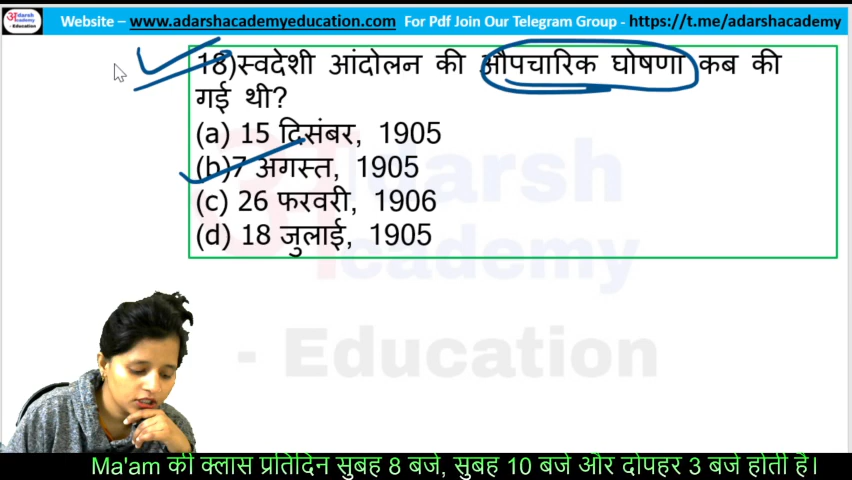 Website – www.adarshacademyeducation.com For Pdf Join Our Telegram Group - https://t.me/adarshacademy
18)स्वदेशी आंदोलन की औपचारिक घोषणा कब की
गई थी?
(a) 15 दिसंबर, 1905
(b)7 अगस्त, 1905
(c) 26 फरवरी, 1906
(d) 18 जुलाई, 1905
- Education
Ma'am की क्लास प्रतिदिन सुबह 8 बजे, सुबह 10 बजे और दोपहर 3 बजे होती है।